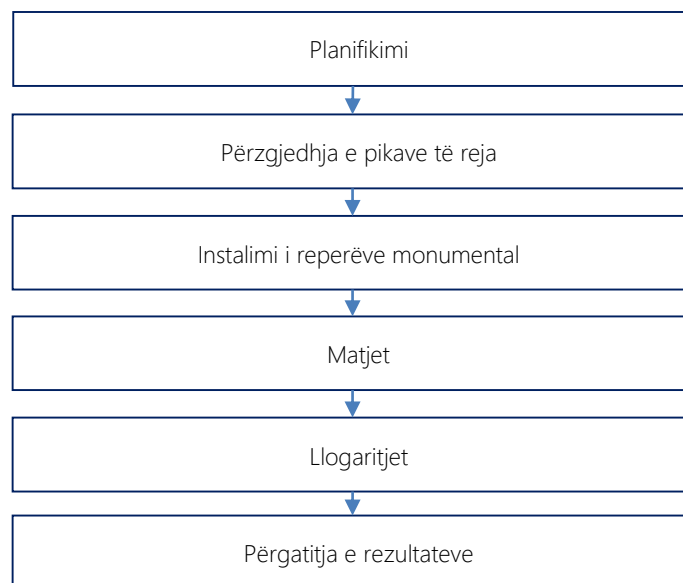 Planifikimi
Përzgjedhja e pikave të reja
Instalimi i reperëve monumental
Matjet
Llogaritjet
Përgatitja e rezultateve